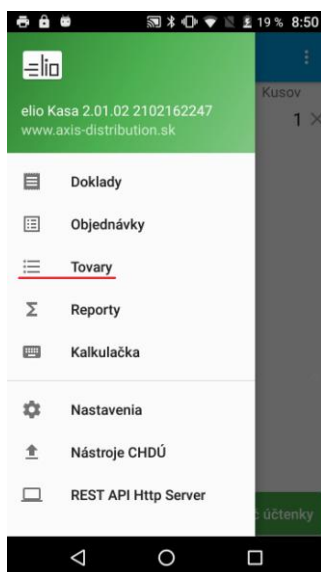 19 % 8:50
elio
elio Kasa 2.01.02 2102162247
www.axis-distribution.sk
Kusov
1 ×
Doklady
Objednávky
Tovary
Reporty
Kalkulačka
Nastavenia
Nástroje CHDÚ
REST API Http Server
účtenky